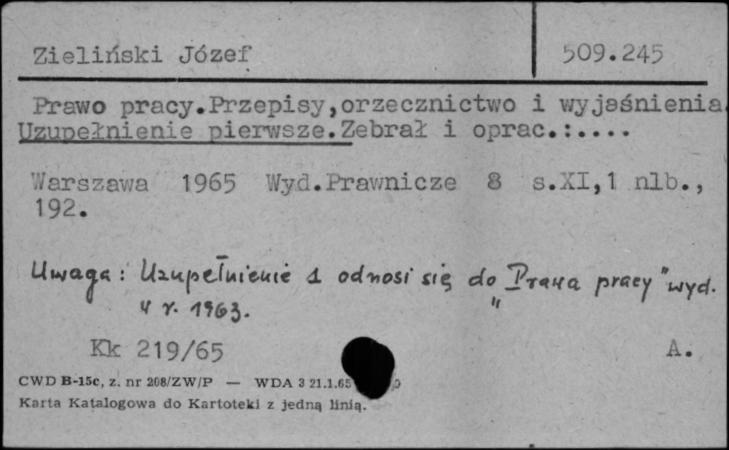 Zieliński Józef 509.245
Prawo pracy.Przepisy,orzecznictwo i wyjaśnienia.
Uzupełnienie pierwsze.Zebrał i oprac.:....
Warszawa 1965 Wyd.Prawnicze 8 s.XI,1 nlb.,
192.
Uwaga: Uzupełnienie 1 odnosi się do „Prawa pracy" wyd.
w r. 1963.
Kk 219/65 A.
CWD B-15c, z. nr 208/ZW/P — WDA 3 21.1.65
Karta Katalogowa do Kartoteki z jedną linią.